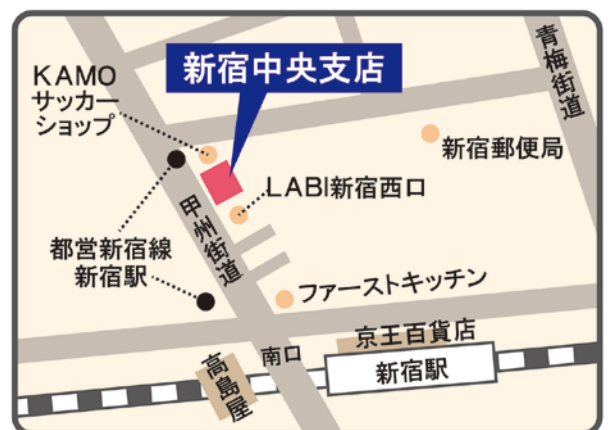 新宿中央支店
KAMO
サッカー
ショップ
青梅街道
新宿郵便局
LABI新宿西口
甲州街道
都営新宿線
新宿駅
ファーストキッチン
京王百貨店
南口
新宿駅
高島屋